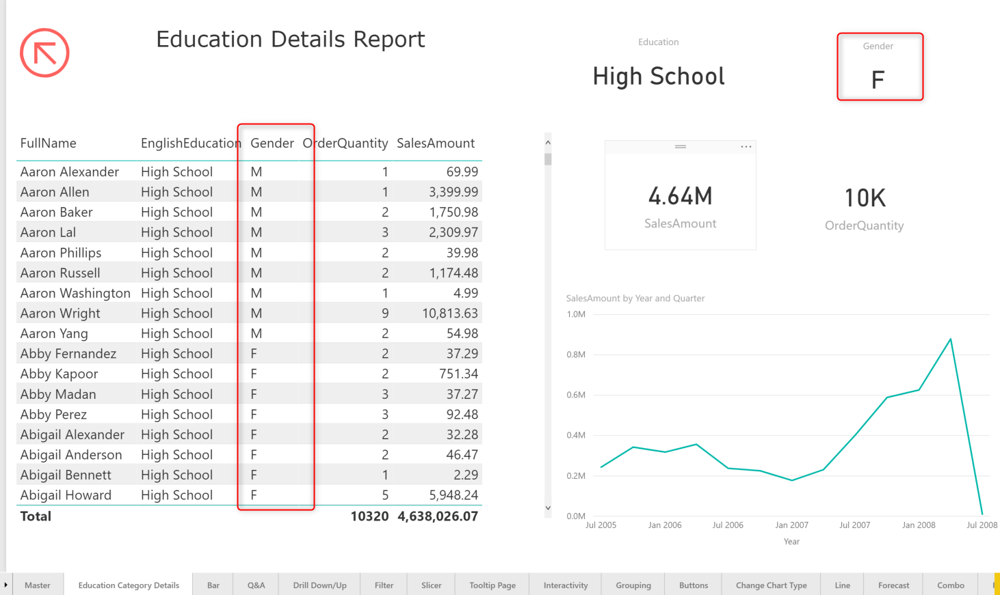 Education Details Report
Education
High School
Gender
F
FullName EnglishEducation Gender OrderQuantity SalesAmount
Aaron Alexander High School M 1 69.99
Aaron Allen High School M 1 3,399.99
Aaron Baker High School M 2 1,750.98
Aaron Lal High School M 3 2,309.97
Aaron Phillips High School M 2 39.98
Aaron Russell High School M 2 1,174.48
Aaron Washington High School M 1 4.99
Aaron Wright High School M 9 10,813.63
Aaron Yang High School M 2 54.98
Abby Fernandez High School F 2 37.29
Abby Kapoor High School F 2 751.34
Abby Madan High School F 3 37.27
Abby Perez High School F 3 92.48
Abigail Alexander High School F 2 32.28
Abigail Anderson High School F 2 46.47
Abigail Bennett High School F 1 2.29
Abigail Howard High School F 5 5,948.24
Total 10320 4,638,026.07
4.64M
SalesAmount
10K
OrderQuantity
SalesAmount by Year and Quarter
1.0M
0.8M
0.6M
0.4M
0.2M
0.0M
Jul 2005 Jan 2006 Jul 2006 Jan 2007 Jul 2007 Jan 2008 Jul 2008
Year
Master Education Category Details Bar Q&A Drill Down/Up Filter Slicer Tooltip Page Interactivity Grouping Buttons Change Chart Type Line Forecast Combo